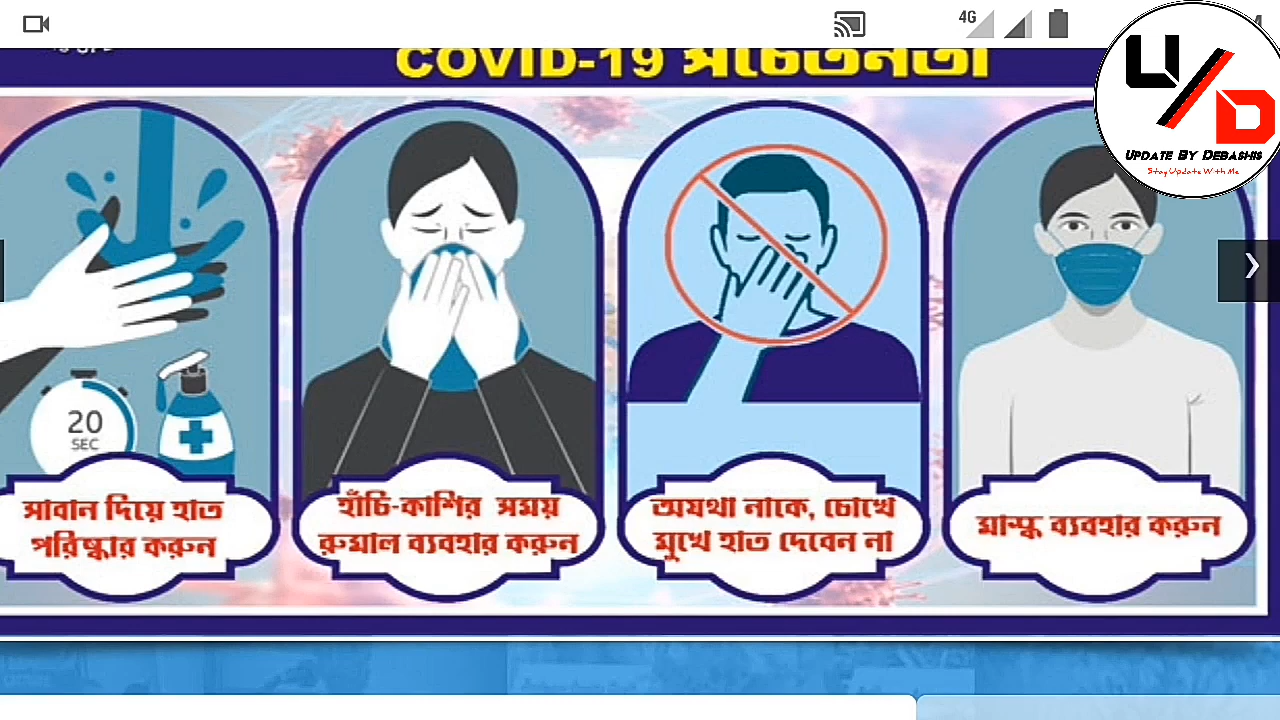 4G
COVID-19 সচেতনতা
U/D
UPDATE BY DEBASHIS
Stay Update With Me
20
SEC
সাবান দিয়ে হাত
পরিষ্কার করুন
হাঁচি-কাশির সময়
রুমাল ব্যবহার করুন
অযথা নাকে, চোখে
মুখে হাত দেবেন না
মাস্ক ব্যবহার করুন